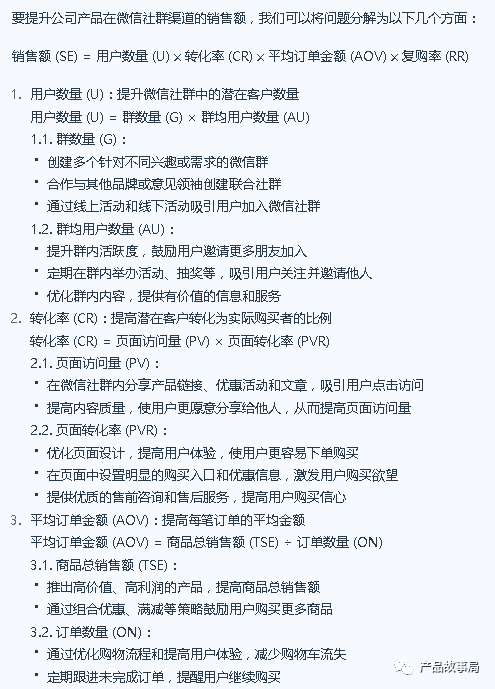 要提升公司产品在微信社群渠道的销售额，我们可以将问题分解为以下几个方面：
销售额 (SE) = 用户数量 (U) × 转化率 (CR) × 平均订单金额 (AOV) × 复购率 (RR)
1. 用户数量 (U)：提升微信社群中的潜在客户数量
用户数量 (U) = 群数量 (G) × 群均用户数量 (AU)
1.1. 群数量 (G)：
• 创建多个针对不同兴趣或需求的微信群
• 合作与其他品牌或意见领袖创建联合社群
• 通过线上活动和线下活动吸引用户加入微信社群
1.2. 群均用户数量 (AU)：
• 提升群内活跃度，鼓励用户邀请更多朋友加入
• 定期在群内举办活动、抽奖等，吸引用户关注并邀请他人
• 优化群内内容，提供有价值的信息和服务
2. 转化率 (CR)：提高潜在客户转化为实际购买者的比例
转化率 (CR) = 页面访问量 (PV) × 页面转化率 (PVR)
2.1. 页面访问量 (PV)：
• 在微信社群内分享产品链接、优惠活动和文章，吸引用户点击访问
• 提高内容质量，使用户更愿意分享给他人，从而提高页面访问量
2.2. 页面转化率 (PVR)：
• 优化页面设计，提高用户体验，使用户更容易下单购买
• 在页面中设置明显的购买入口和优惠信息，激发用户购买欲望
• 提供优质的售前咨询和售后服务，提高用户购买信心
3. 平均订单金额 (AOV)：提高每笔订单的平均金额
平均订单金额 (AOV) = 商品总销售额 (TSE) ÷ 订单数量 (ON)
3.1. 商品总销售额 (TSE)：
• 推出高价值、高利润的产品，提高商品总销售额
• 通过组合优惠、满减等策略鼓励用户购买更多商品
3.2. 订单数量 (ON)：
• 通过优化购物流程和提高用户体验，减少购物车流失
• 定期跟进未完成订单，提醒用户继续购买
产品故事局